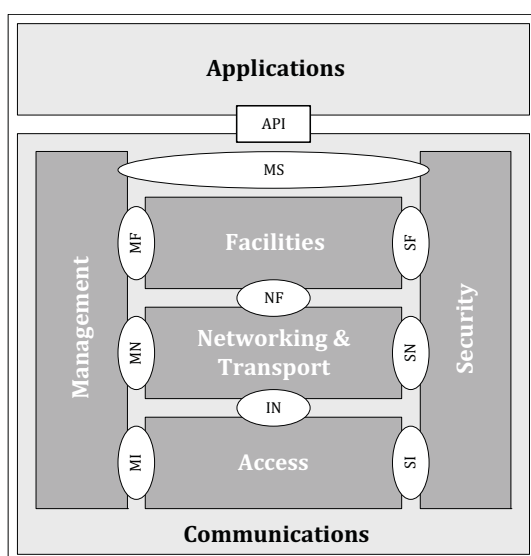 Applications
API
MS
Management
MF
Facilities
SF
Security
NF
MN
Networking &
Transport
SN
IN
MI
Access
SI
Communications